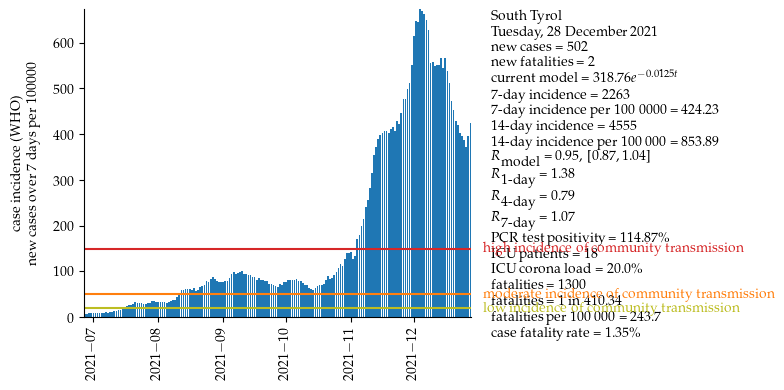 case incidence (WHO)
new cases over 7 days per 100000
600
500
400
300
200
100
0
2021−07
2021−08
2021−09
2021−10
2021−11
2021−12
South Tyrol
Tuesday, 28 December 2021
new cases = 502
new fatalities = 2
current model = 318.76e^{−0.0125t}
7-day incidence = 2263
7-day incidence per 100 0000 = 424.23
14-day incidence = 4555
14-day incidence per 100 000 = 853.89
R_model = 0.95, [0.87, 1.04]
R_1-day = 1.38
R_4-day = 0.79
R_7-day = 1.07
PCR test positivity = 114.87%
high incidence of community transmission
ICU patients = 18
ICU corona load = 20.0%
fatalities = 1300
moderate incidence of community transmission
fatalities = 1 in 410.34
low incidence of community transmission
fatalities per 100 000 = 243.7
case fatality rate = 1.35%